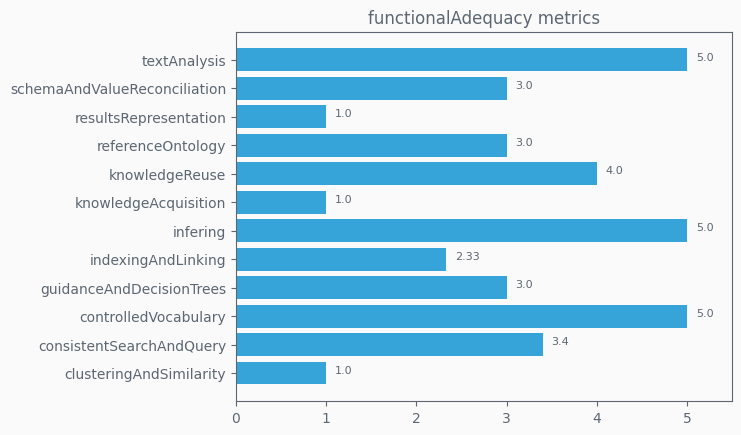 functionalAdequacy metrics
textAnalysis 5.0
schemaAndValueReconciliation 3.0
resultsRepresentation 1.0
referenceOntology 3.0
knowledgeReuse 4.0
knowledgeAcquisition 1.0
infering 5.0
indexingAndLinking 2.33
guidanceAndDecisionTrees 3.0
controlledVocabulary 5.0
consistentSearchAndQuery 3.4
clusteringAndSimilarity 1.0
0 1 2 3 4 5